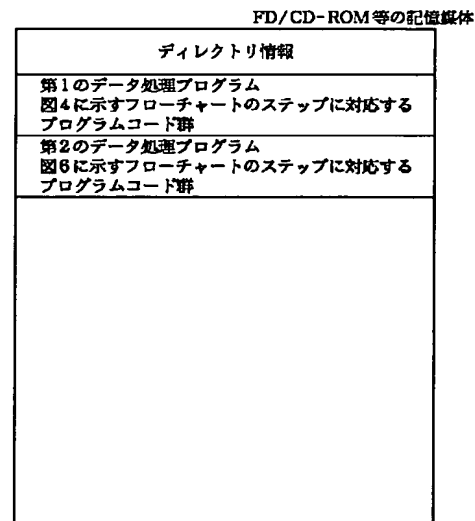 FD/CD-ROM等の記憶媒体
ディレクトリ情報
第1のデータ処理プログラム
図4に示すフローチャートのステップに対応する
プログラムコード群
第2のデータ処理プログラム
図6に示すフローチャートのステップに対応する
プログラムコード群